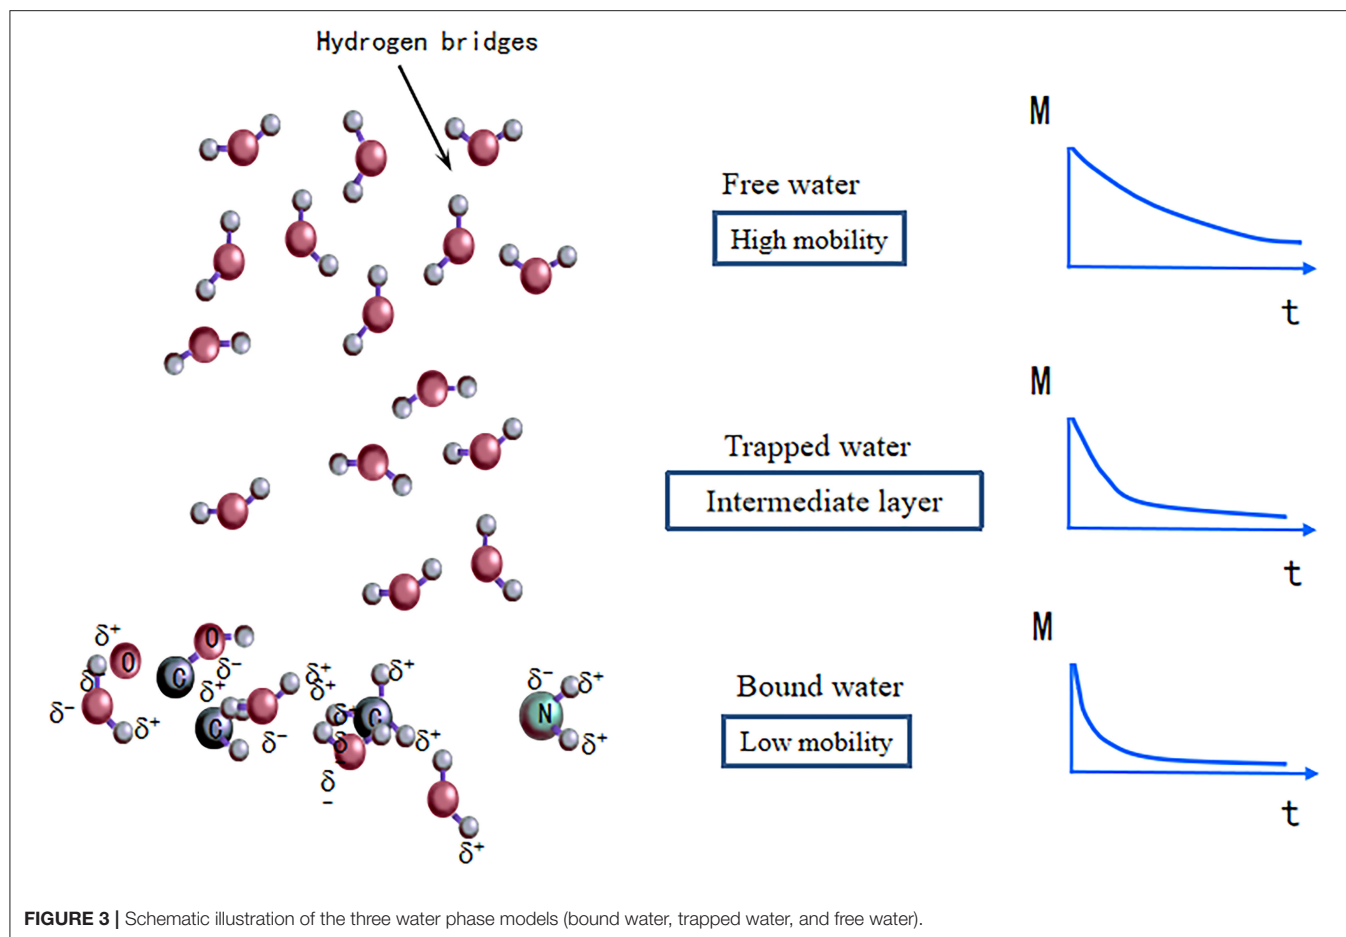 Hydrogen bridges
Free water
High mobility
M
t
Trapped water
Intermediate layer
M
t
Bound water
Low mobility
M
t
δ⁺
O
C
O
δ⁻
δ
δ⁻
δ⁺
δ⁺
C
δ⁻
δ⁺
δ⁺
δ⁺
δ⁺
C
δ⁺
δ
-
δ
-
δ⁺
δ⁻
δ⁺
N
δ⁺
FIGURE 3 | Schematic illustration of the three water phase models (bound water, trapped water, and free water).